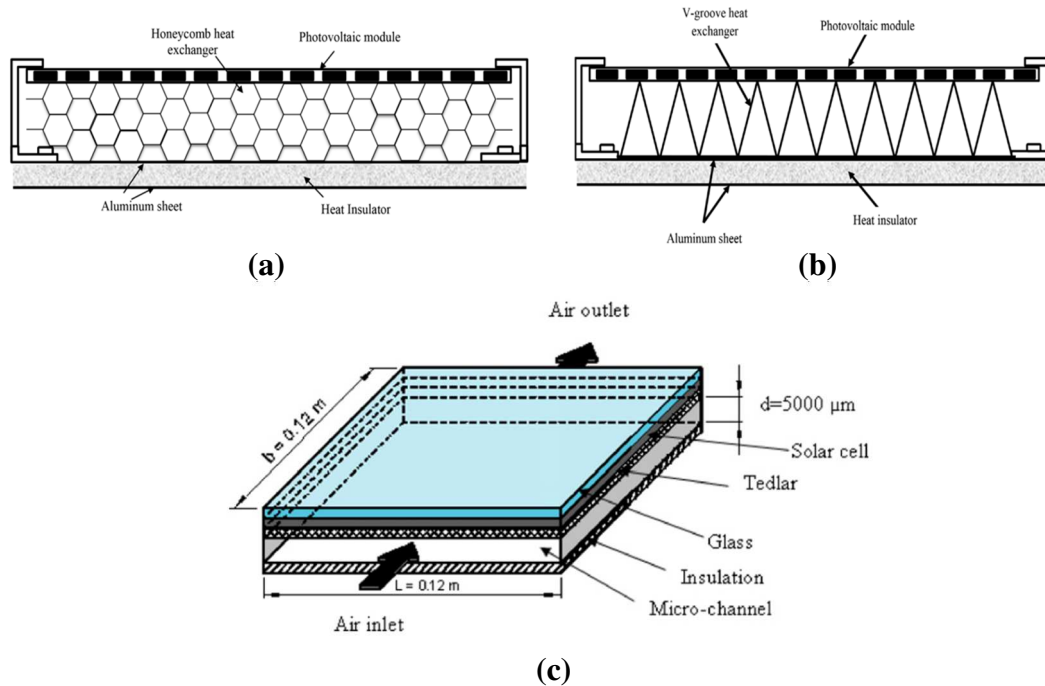 Honeycomb heat
exchanger
Photovoltaic module
Aluminum sheet
Heat Insulator
(a)
V-groove heat
exchanger
Photovoltaic module
Heat insulator
Aluminum sheet
(b)
Air outlet
b = 0.12 m
d=5000 µm
Solar cell
Tedlar
Glass
Insulation
Micro-channel
L = 0.12 m
Air inlet
(c)